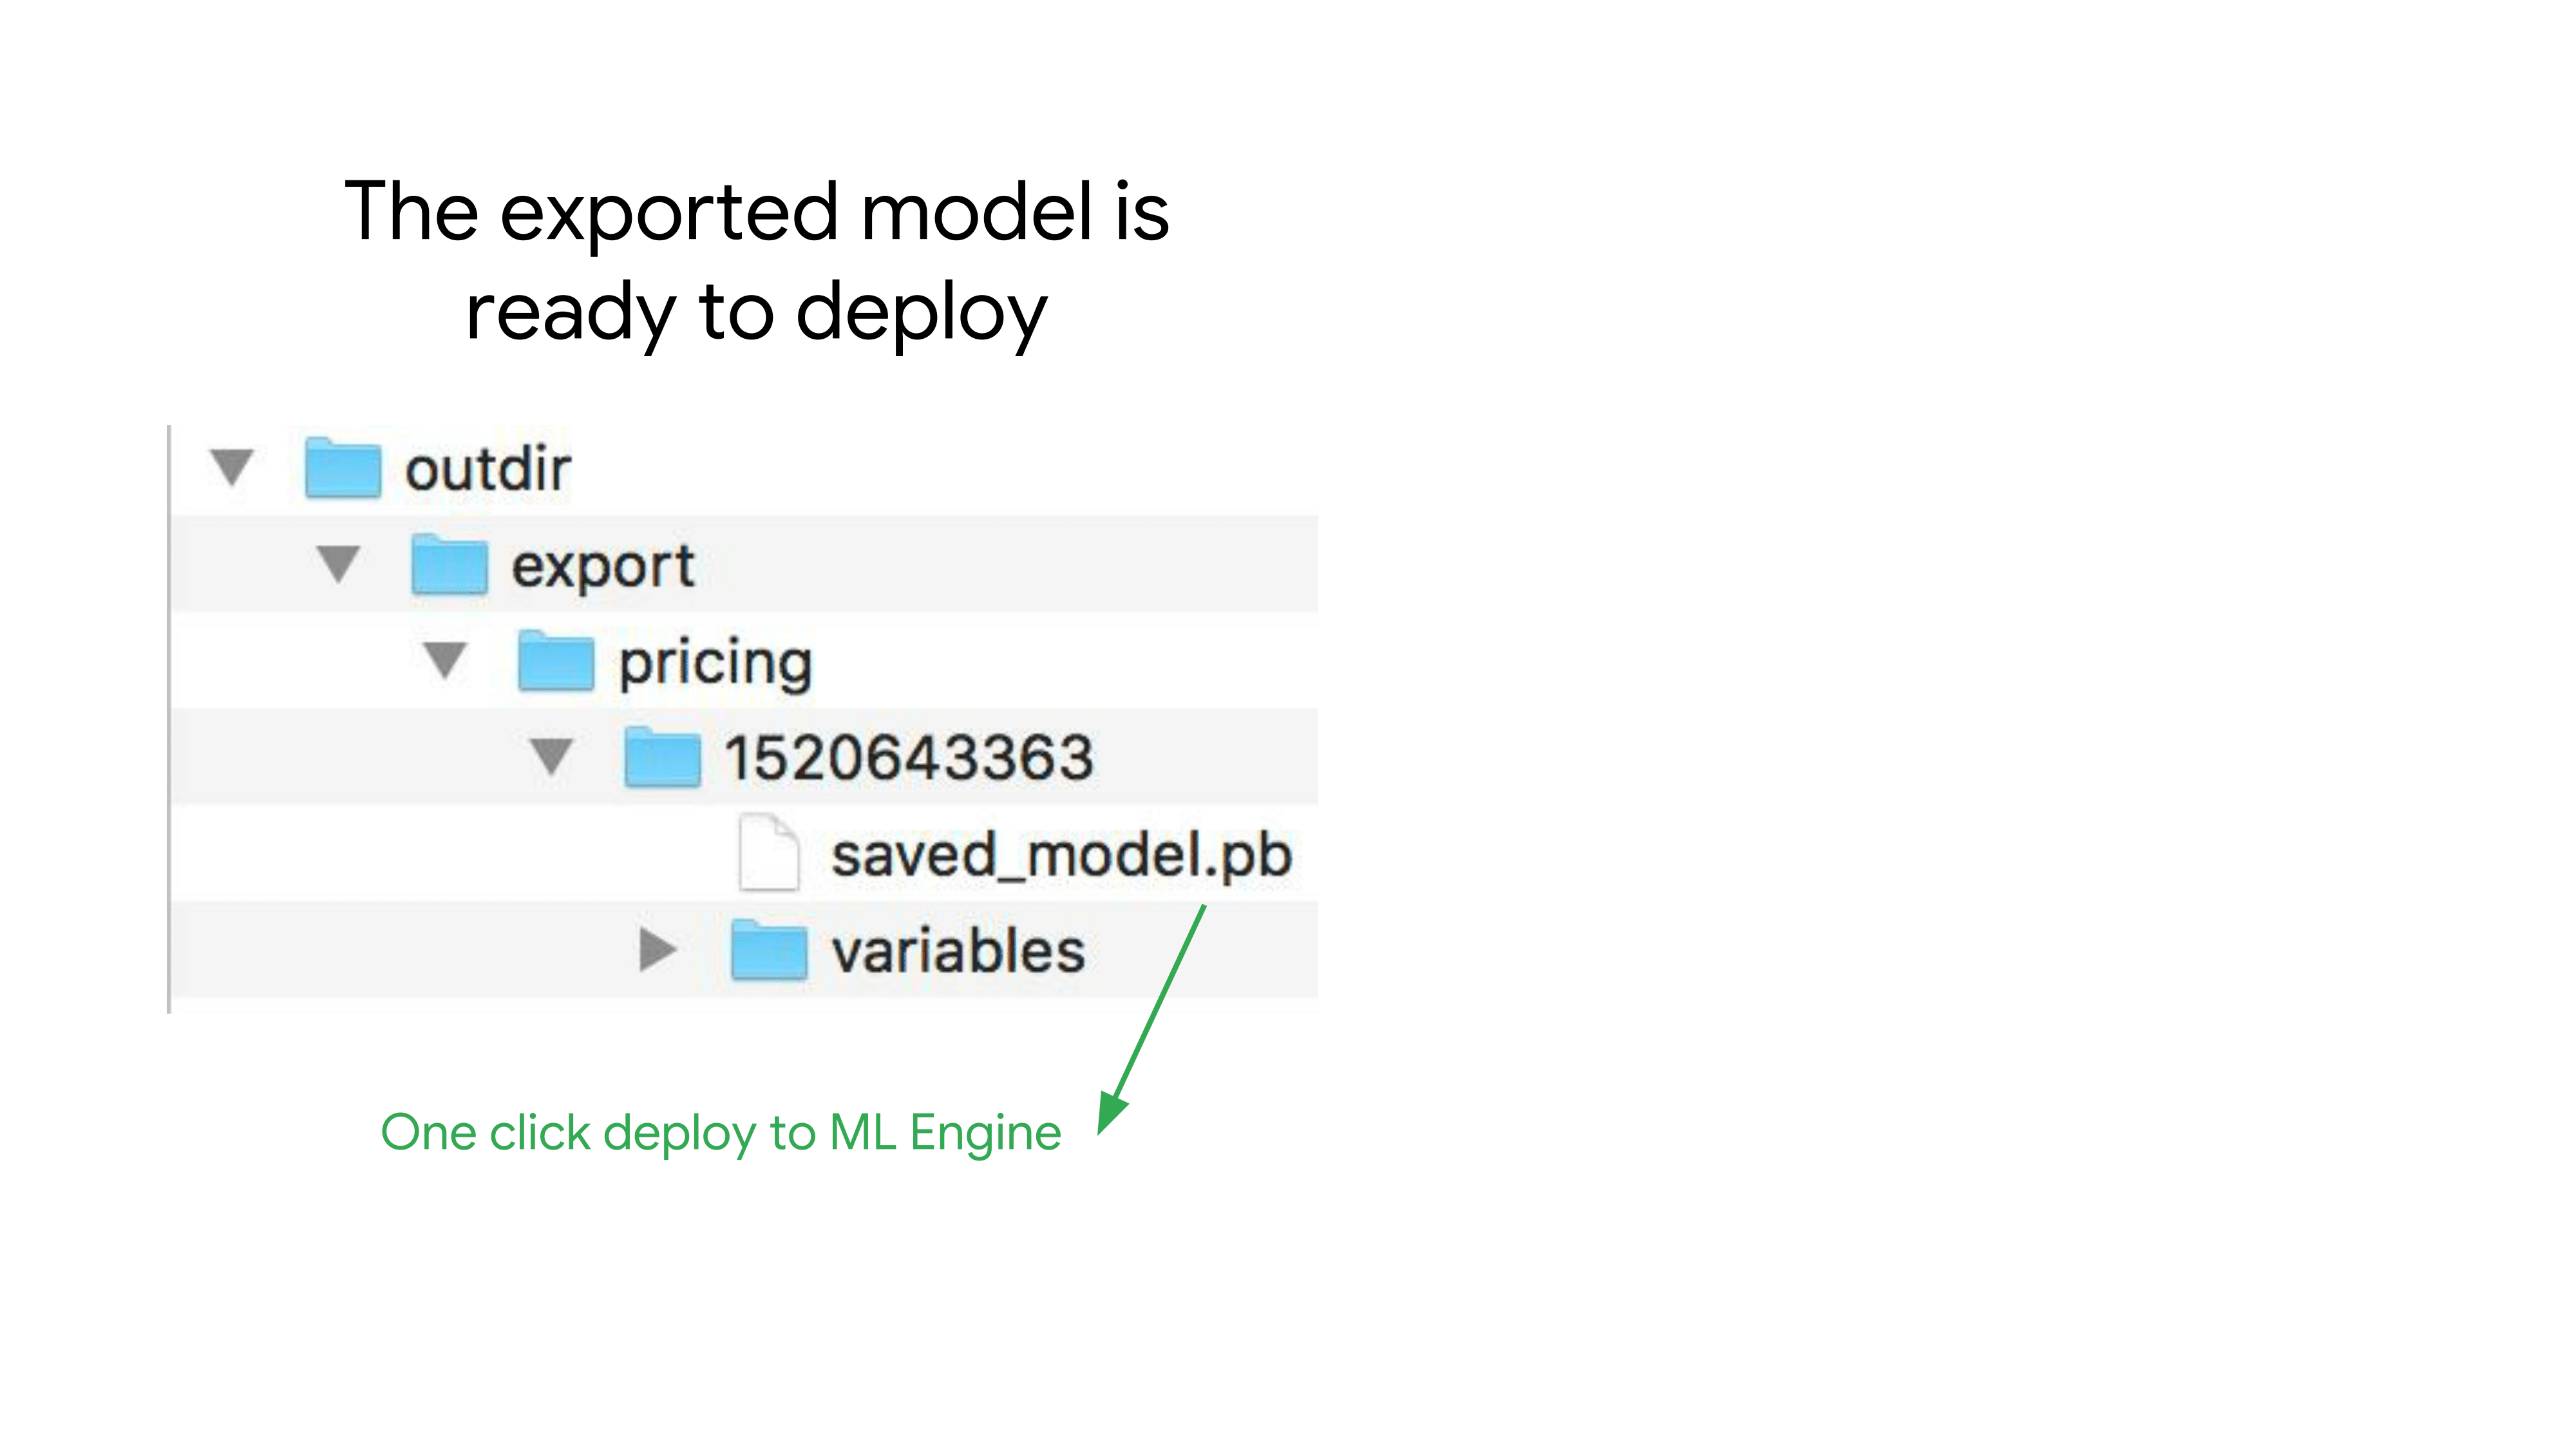 The exported model is
ready to deploy
outdir
export
pricing
1520643363
saved_model.pb
variables
One click deploy to ML Engine